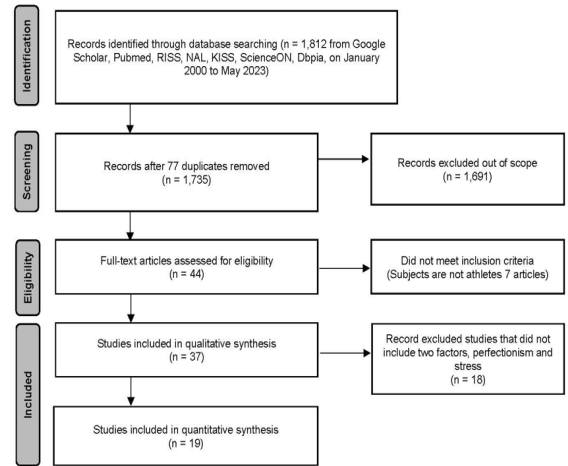 Identification
Records identified through database searching (n = 1,812 from Google
Scholar, Pubmed, RISS, NAL, KISS, ScienceON, Dbpia, on January
2000 to May 2023)
Screening
Records after 77 duplicates removed
(n = 1,735)
Records excluded out of scope
(n = 1,691)
Eligibility
Full-text articles assessed for eligibility
(n = 44)
Did not meet inclusion criteria
(Subjects are not athletes 7 articles)
Included
Studies included in qualitative synthesis
(n = 37)
Record excluded studies that did not
include two factors, perfectionism and
stress
(n = 18)
Studies included in quantitative synthesis
(n = 19)